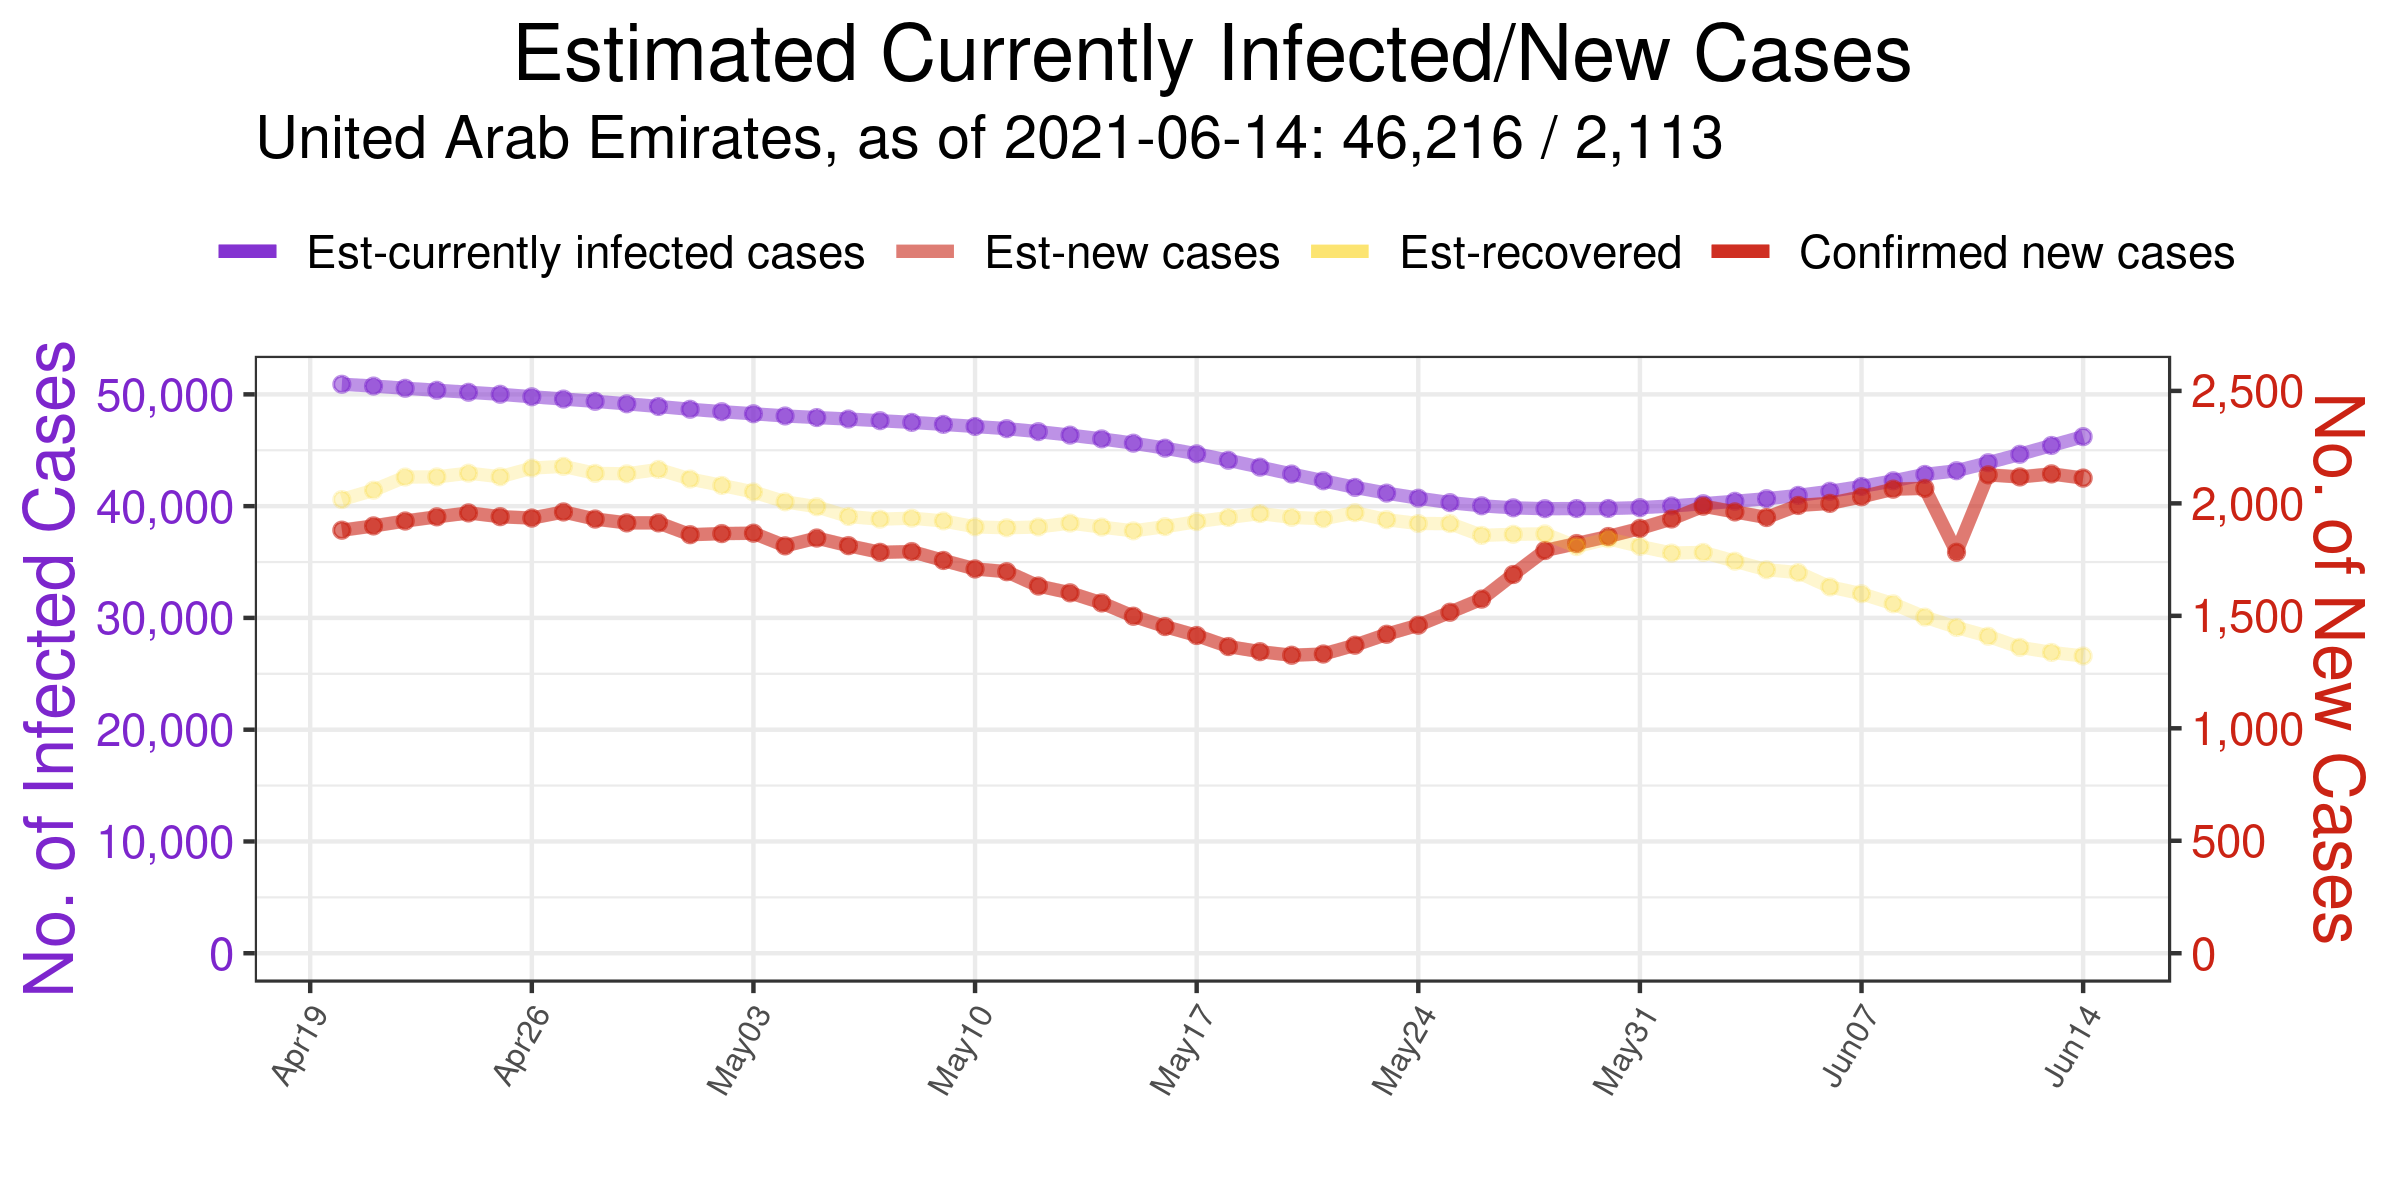 Estimated Currently Infected/New Cases
United Arab Emirates, as of 2021-06-14: 46,216 / 2,113
Est-currently infected cases Est-new cases Est-recovered Confirmed new cases
No. of Infected Cases
50,000
40,000
30,000
20,000
10,000
0
2,500
2,000
1,500
1,000
500
0
No. of New Cases
Apr19 Apr26 May03 May10 May17 May24 May31 Jun07 Jun14